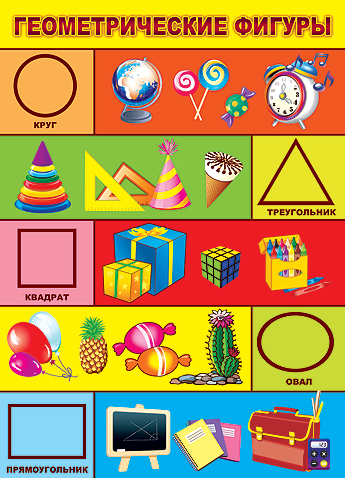 ГЕОМЕТРИЧЕСКИЕ ФИГУРЫ
КРУГ
ТРЕУГОЛЬНИК
КВАДРАТ
ОВАЛ
ПРЯМОУГОЛЬНИК